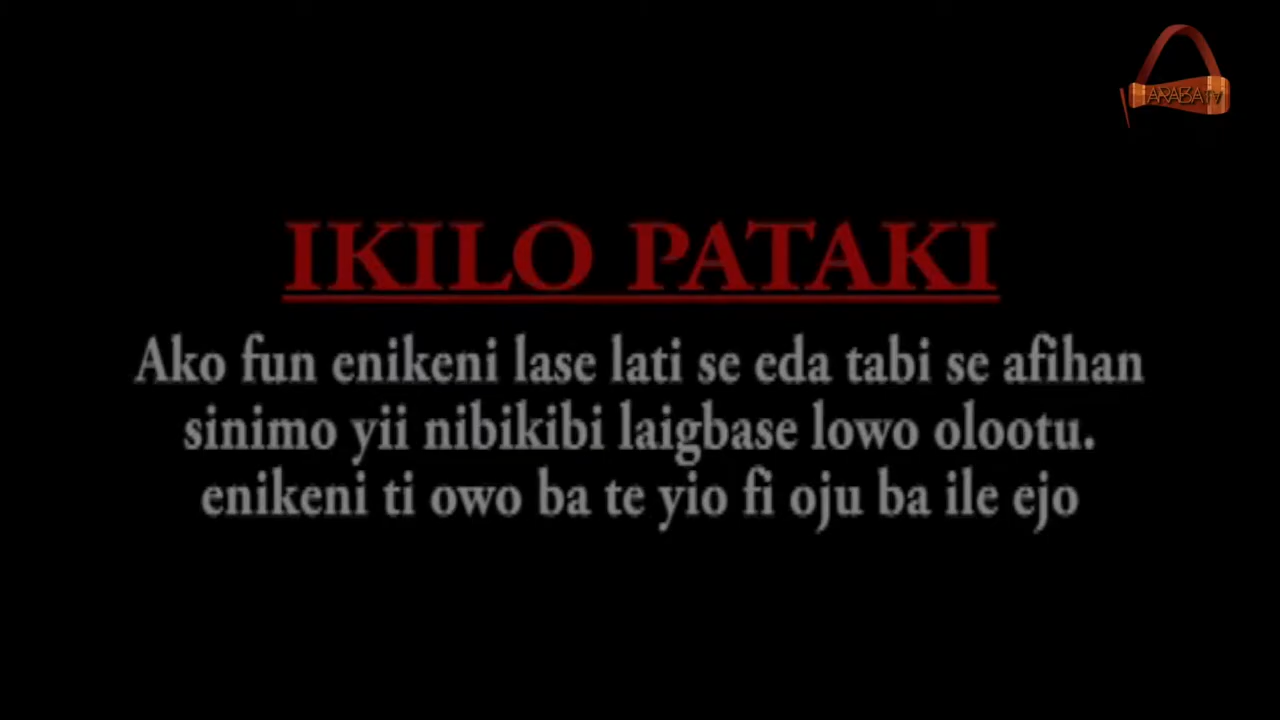 ARABA TV
IKILO PATAKI
Ako fun enikeni lase lati se eda tabi se afihan
sinimo yii nibikibi laigbase lowo olootu.
enikeni ti owo ba te yio fi oju ba ile ejo